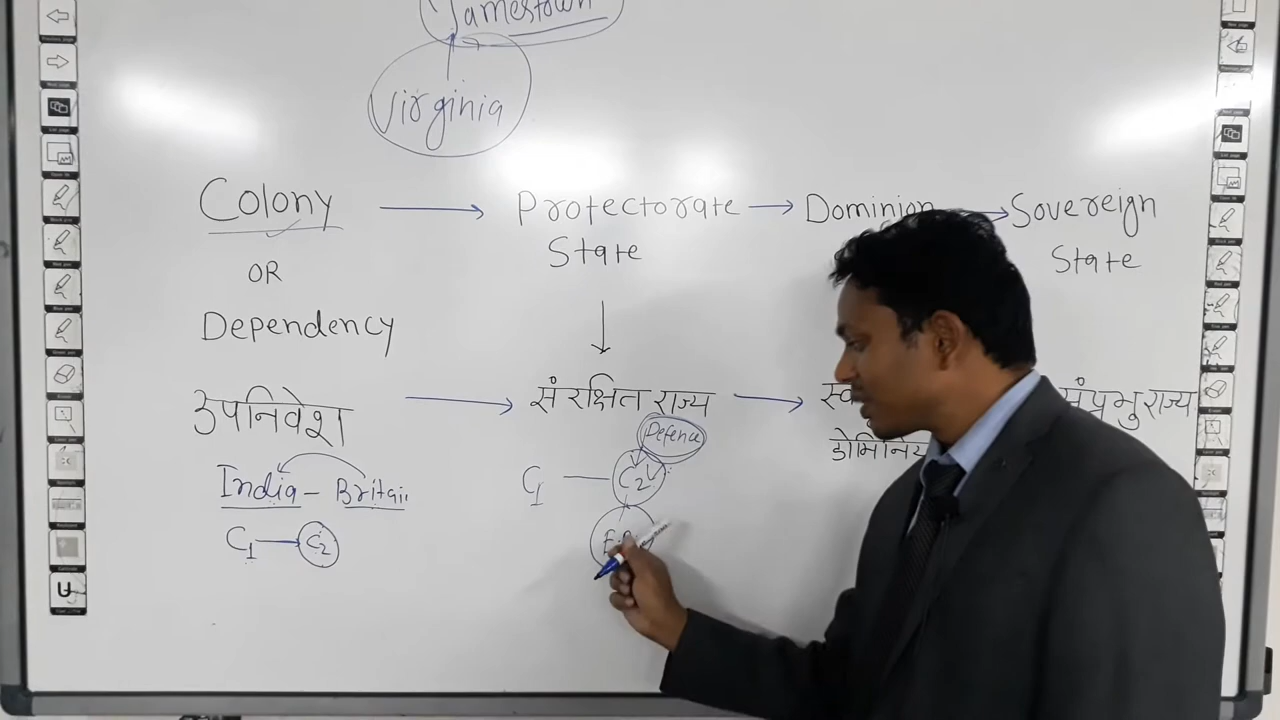 Jamestown
Virginia
Colony → Protectorate → Dominion → Sovereign
State State
OR
Dependency
उपनिवेश → संरक्षित राज्य → संप्रभु राज्य
Defence
India - Britain
C1 — C2
C1 → C2